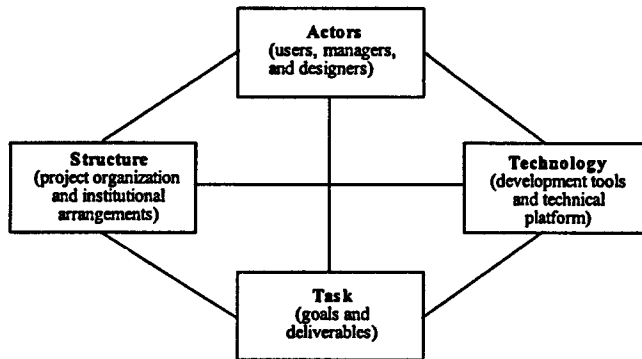 Actors
(users, managers,
and designers)
Structure
(project organization
and institutional
arrangements)
Technology
(development tools
and technical
platform)
Task
(goals and
deliverables)